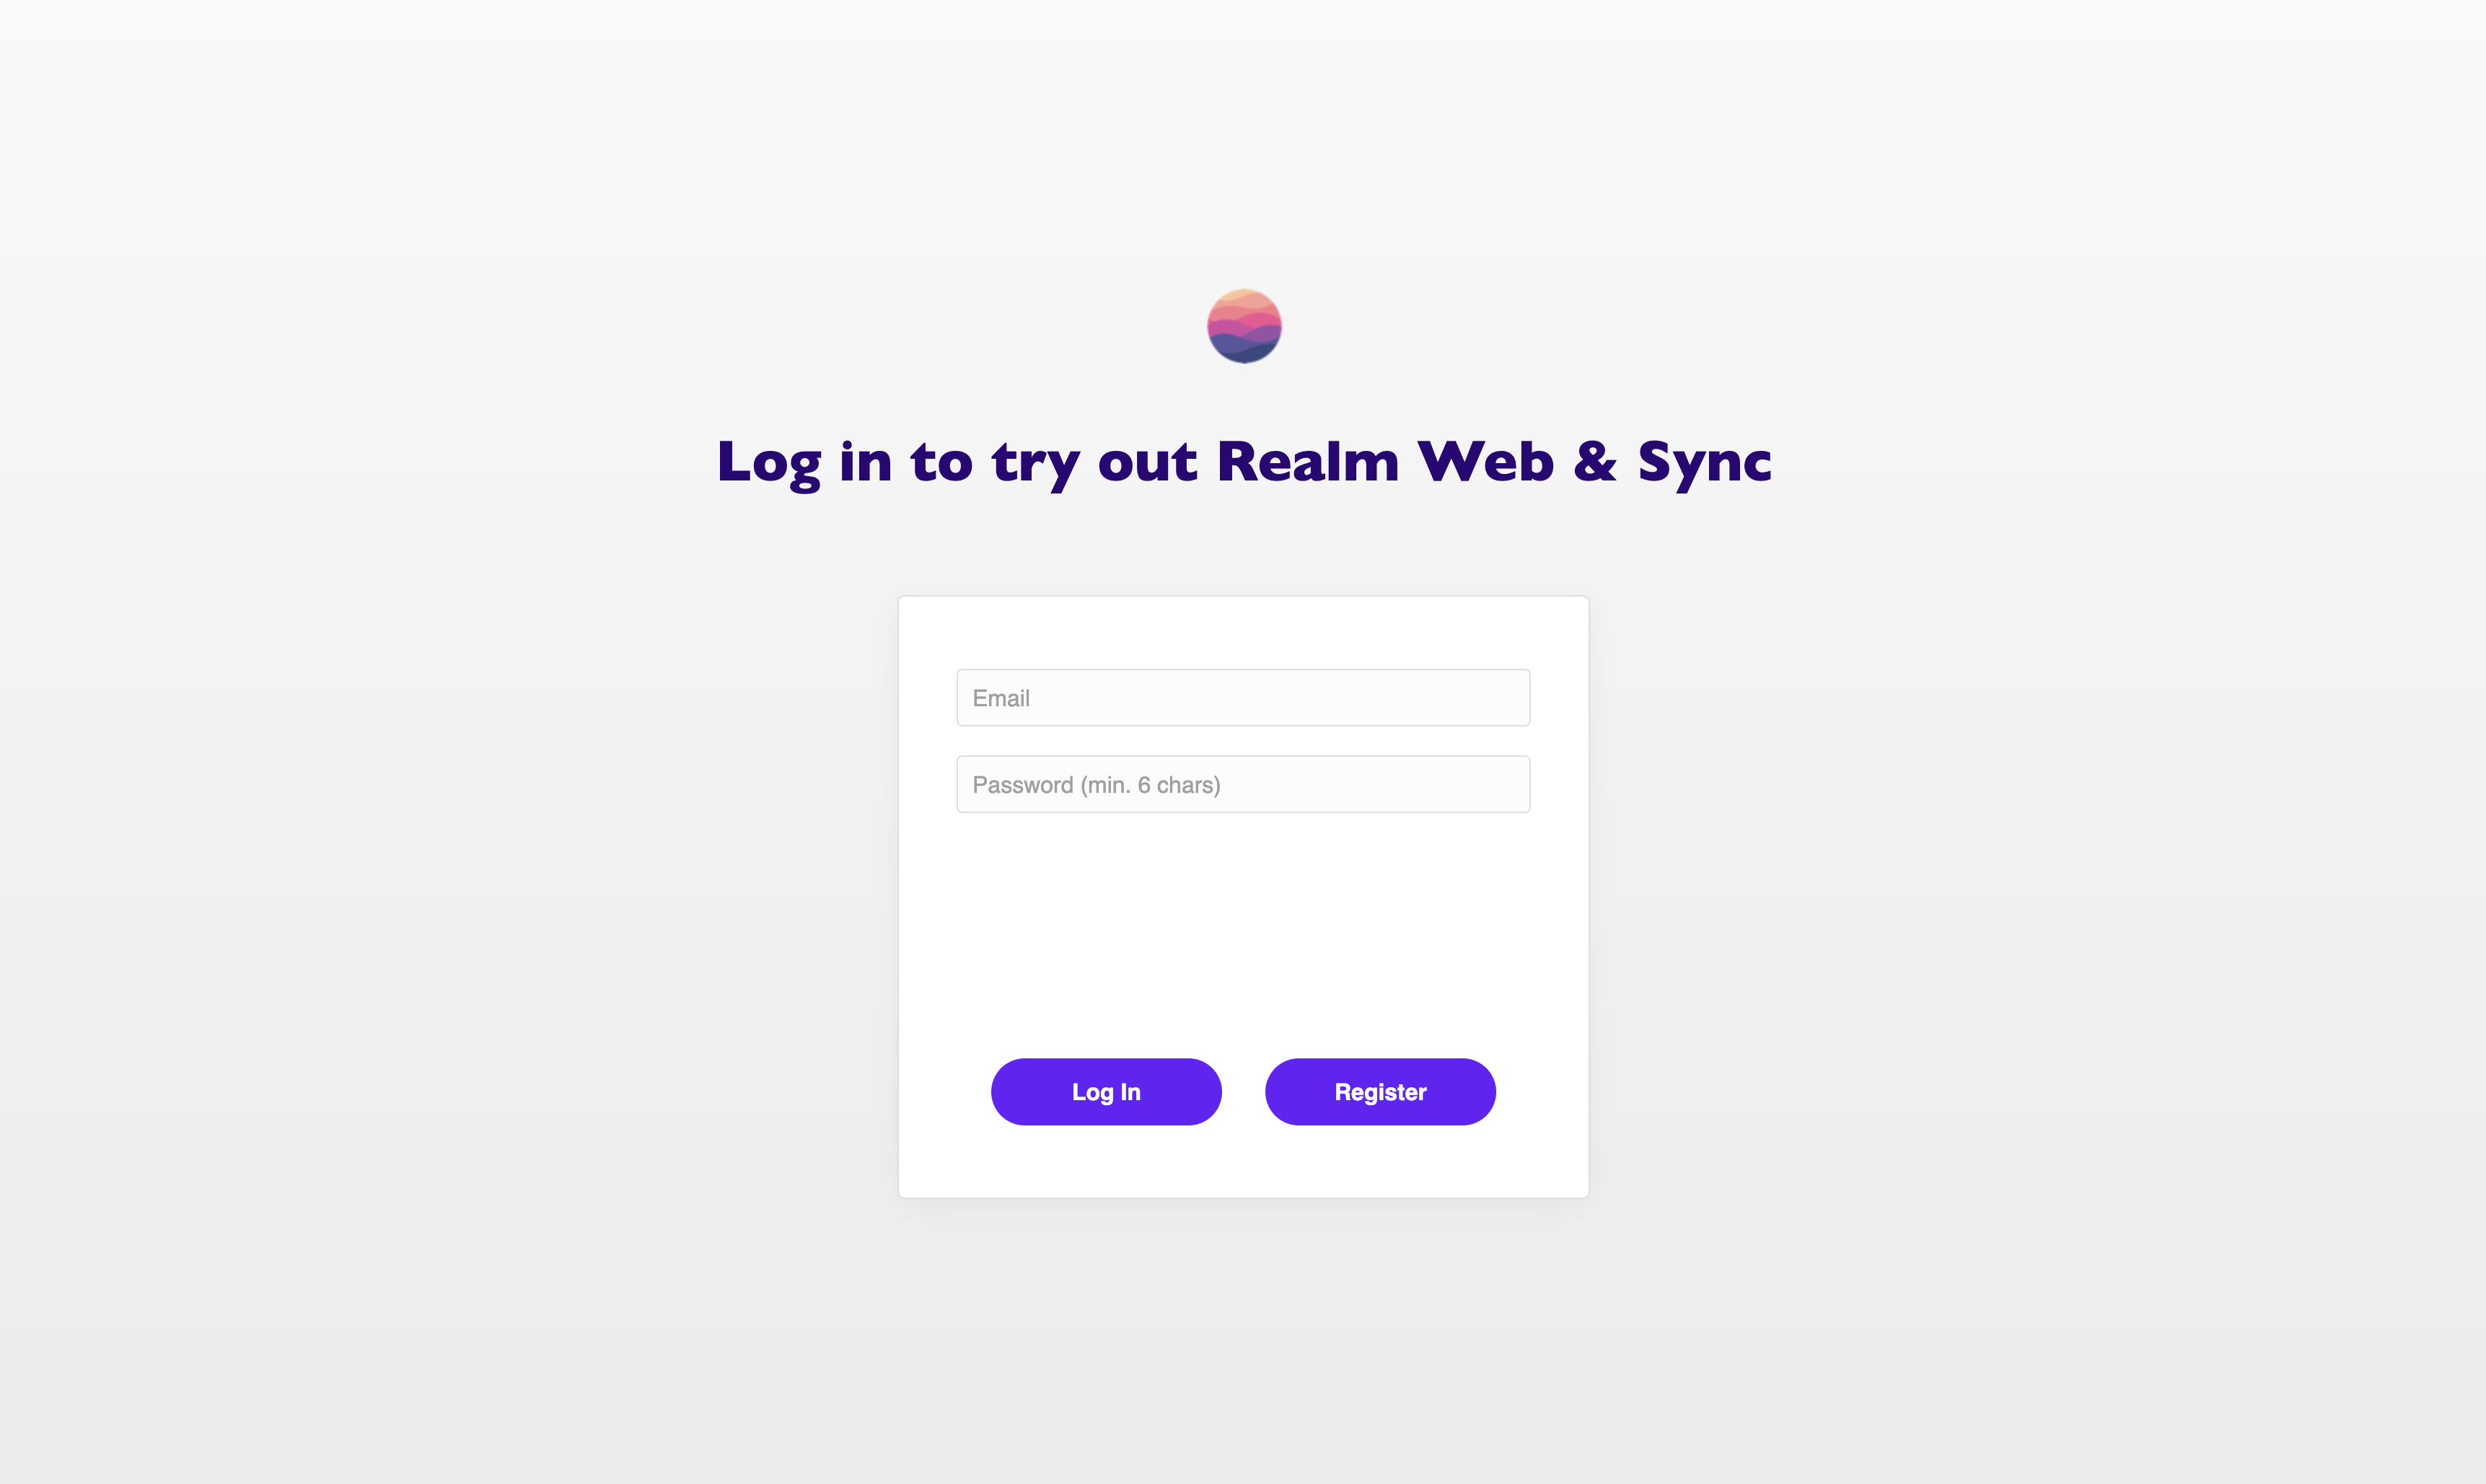 Log in to try out Realm Web & Sync
Email
Password (min. 6 chars)
Log In
Register